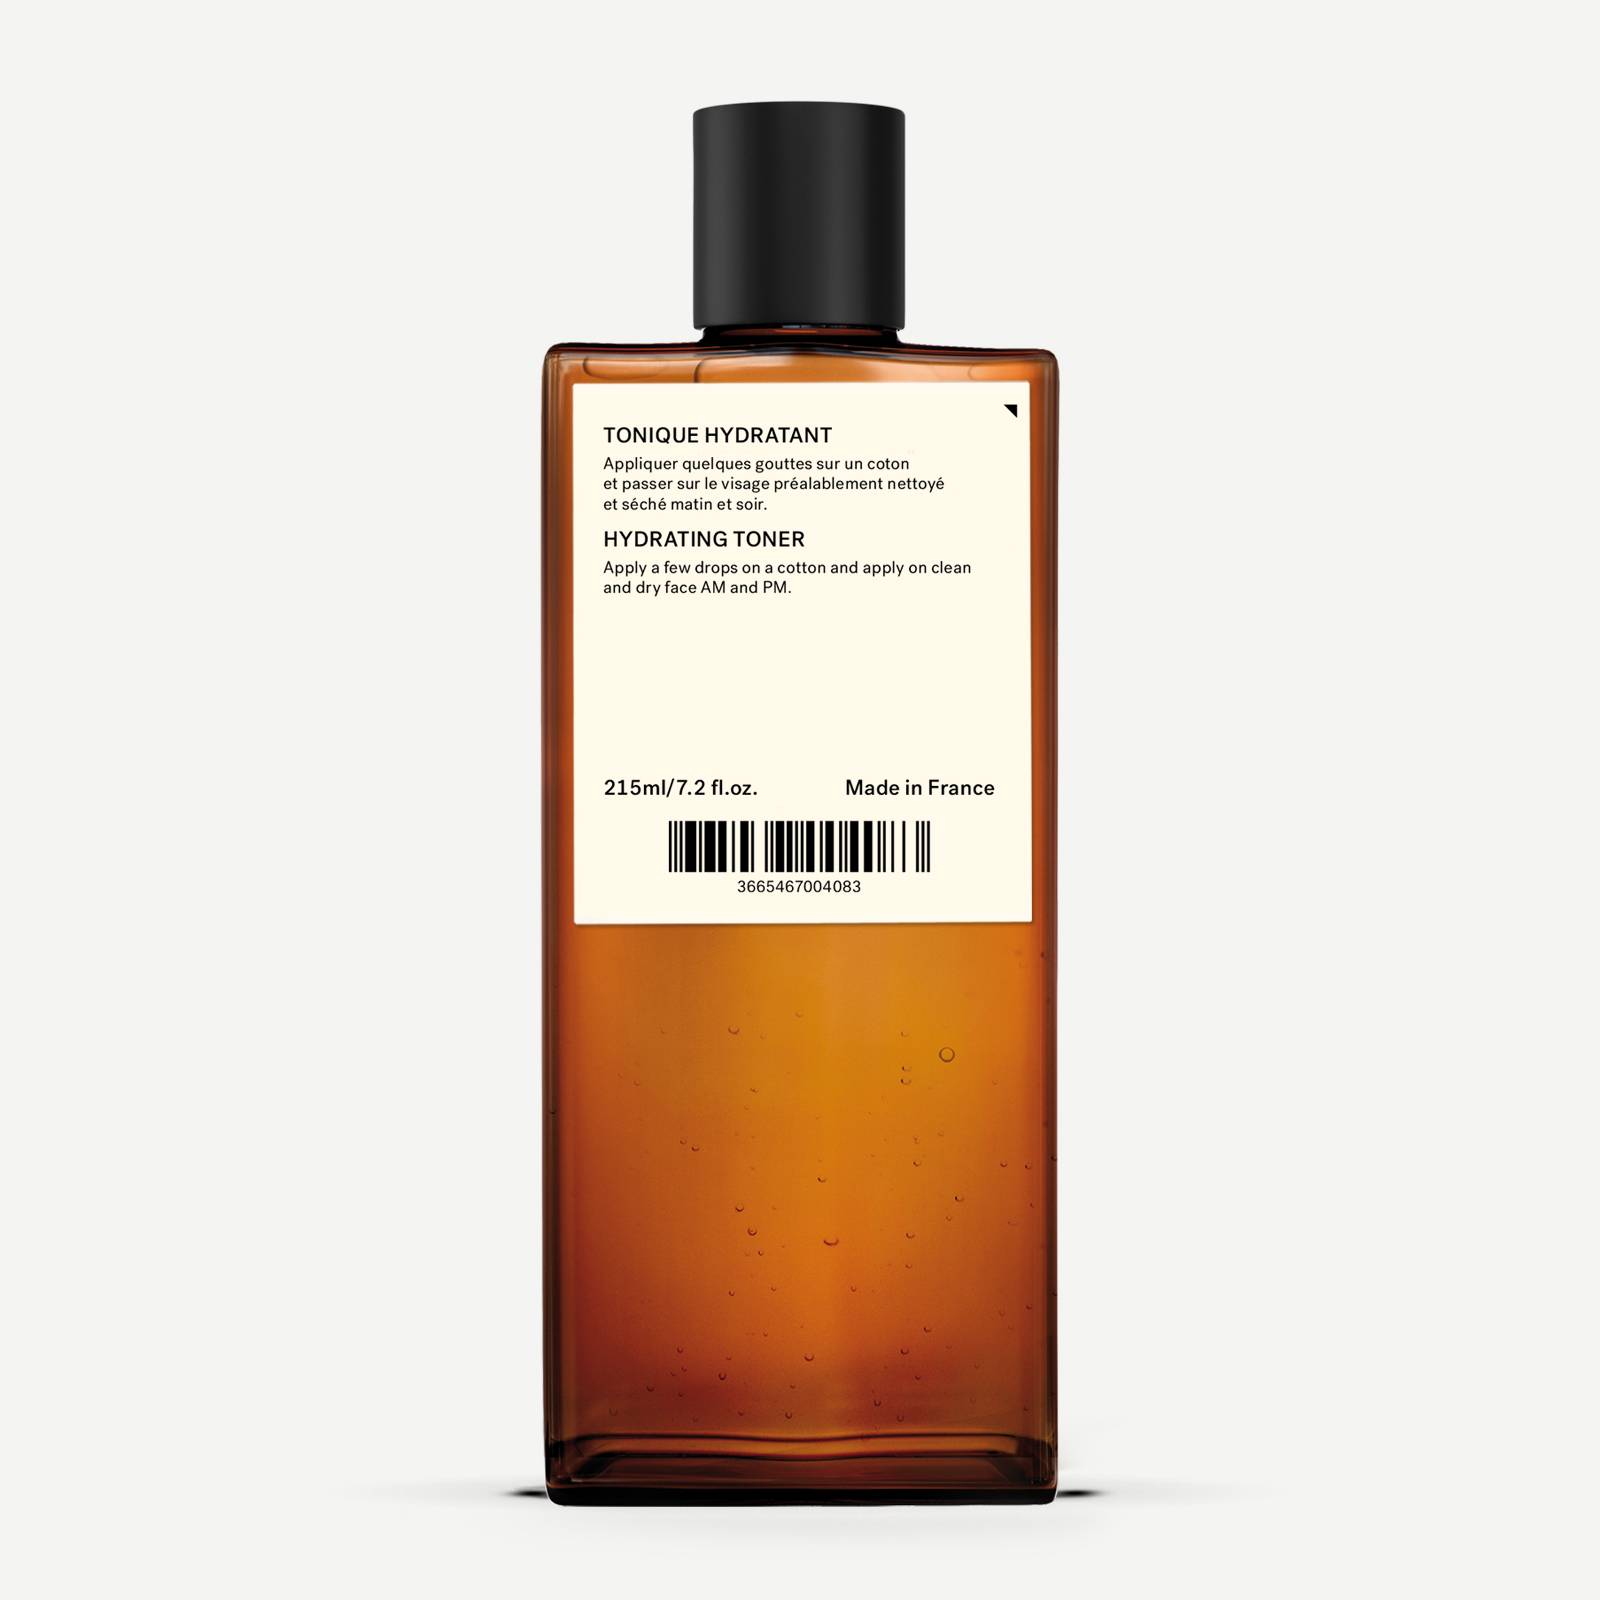 TONIQUE HYDRATANT
Appliquer quelques gouttes sur un coton
et passer sur le visage préalablement nettoyé
et séché matin et soir.
HYDRATING TONER
Apply a few drops on a cotton and apply on clean
and dry face AM and PM.
215ml/7.2 fl.oz. Made in France
3665467004083